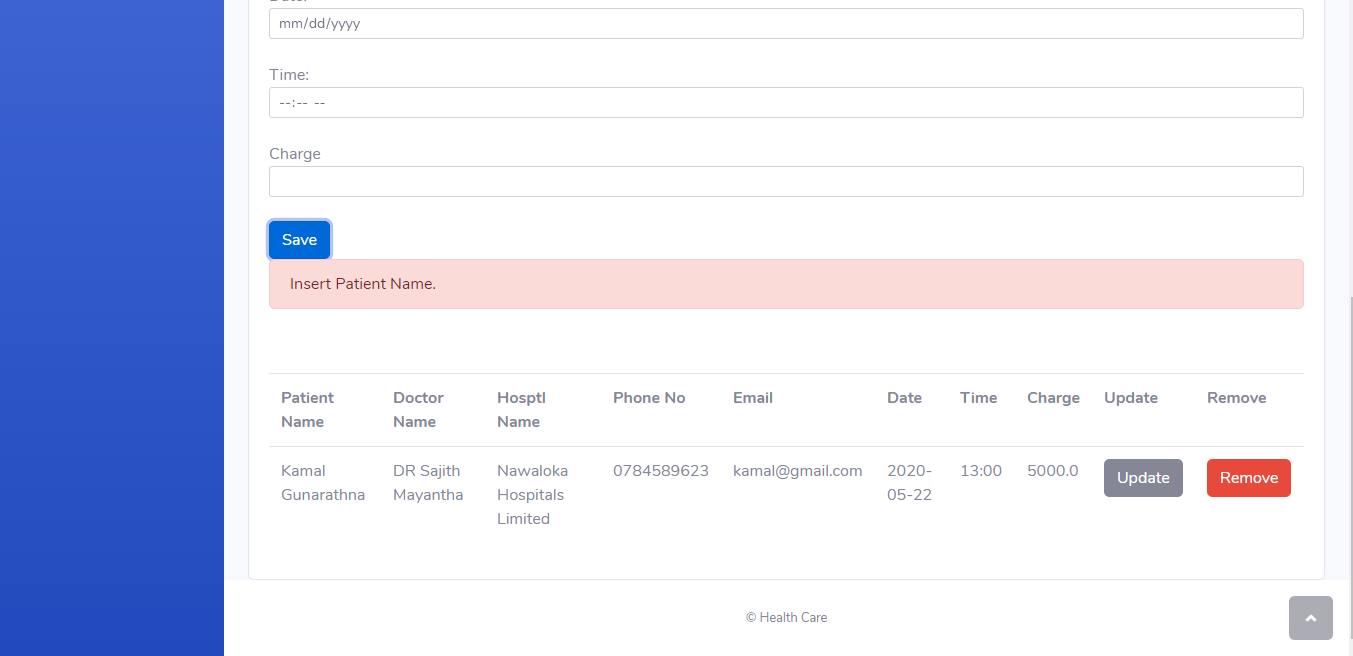 mm/dd/yyyy
Time:
--:-- --
Charge
Save
Insert Patient Name.
Patient Name Doctor Name Hosptl Name Phone No Email Date Time Charge Update Remove
Kamal Gunarathna DR Sajith Mayantha Nawaloka Hospitals Limited 0784589623 kamal@gmail.com 2020-05-22 13:00 5000.0 Update Remove
© Health Care